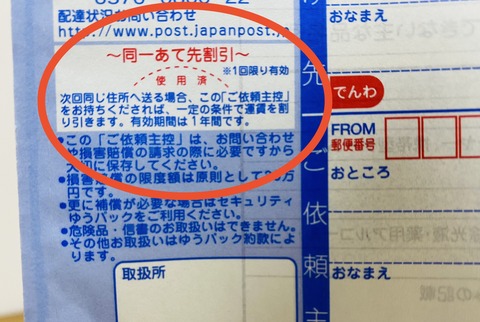 配達状況お問い合わせ
http://www.post.japanpost.j
～同一あて先割引～
※1回限り有効
使用済
次回同じ住所へ送る場合、この「ご依頼主控」
をお持ちくだされば、一定の条件で運賃を割
り引きます。有効期間は1年間です。
●この「ご依頼主控」は、お問い合わせ
や損害賠償の請求の際に必要ですから
大切に保存してください。
●損害賠償の限度額は原則として30万
円です。
●更に補償が必要な場合はセキュリティ
ゆうパックをご利用ください。
●危険品・信書のお取扱いはできません。
●その他お取扱いはゆうパック約款によ
ります。
取扱所
先
ご依頼主
おなまえ
でんわ
FROM
郵便番号
おところ
おなまえ